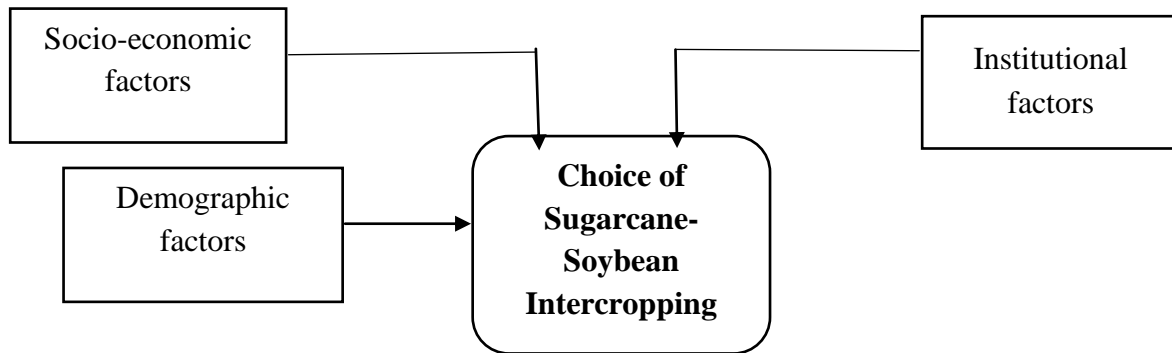 Socio-economic
factors
Institutional
factors
Demographic
factors
Choice of
Sugarcane-
Soybean
Intercropping